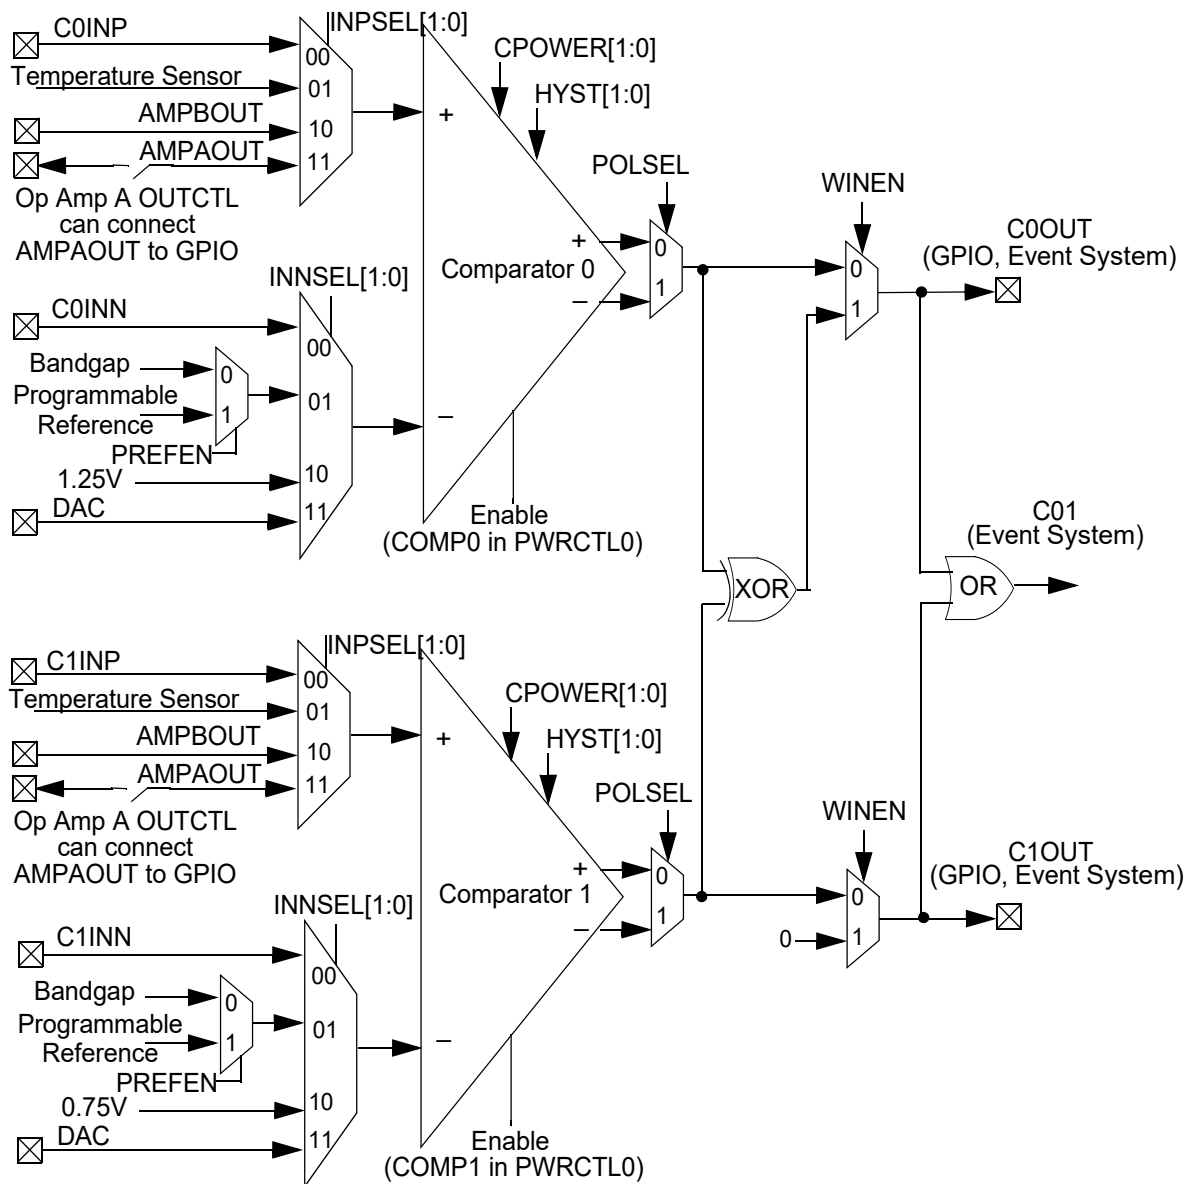 C0INP
INPSEL[1:0]
00
Temperature Sensor
01
AMPBOUT
10
AMPAOUT
11
Op Amp A OUTCTL
can connect
AMPAOUT to GPIO
CPOWER[1:0]
HYST[1:0]
+
Comparator 0
+
−
−
POLSEL
0
1
WINEN
0
1
C0OUT
(GPIO, Event System)
INNSEL[1:0]
C0INN
00
Bandgap
0
01
Programmable
Reference
1
PREFEN
1.25V
10
DAC
11
Enable
(COMP0 in PWRCTL0)
XOR
OR
C01
(Event System)
C1INP
INPSEL[1:0]
00
Temperature Sensor
01
AMPBOUT
10
AMPAOUT
11
Op Amp A OUTCTL
can connect
AMPAOUT to GPIO
CPOWER[1:0]
HYST[1:0]
+
Comparator 1
+
−
−
POLSEL
0
1
WINEN
0
0
1
C1OUT
(GPIO, Event System)
INNSEL[1:0]
C1INN
00
Bandgap
0
01
Programmable
Reference
1
PREFEN
0.75V
10
DAC
11
Enable
(COMP1 in PWRCTL0)